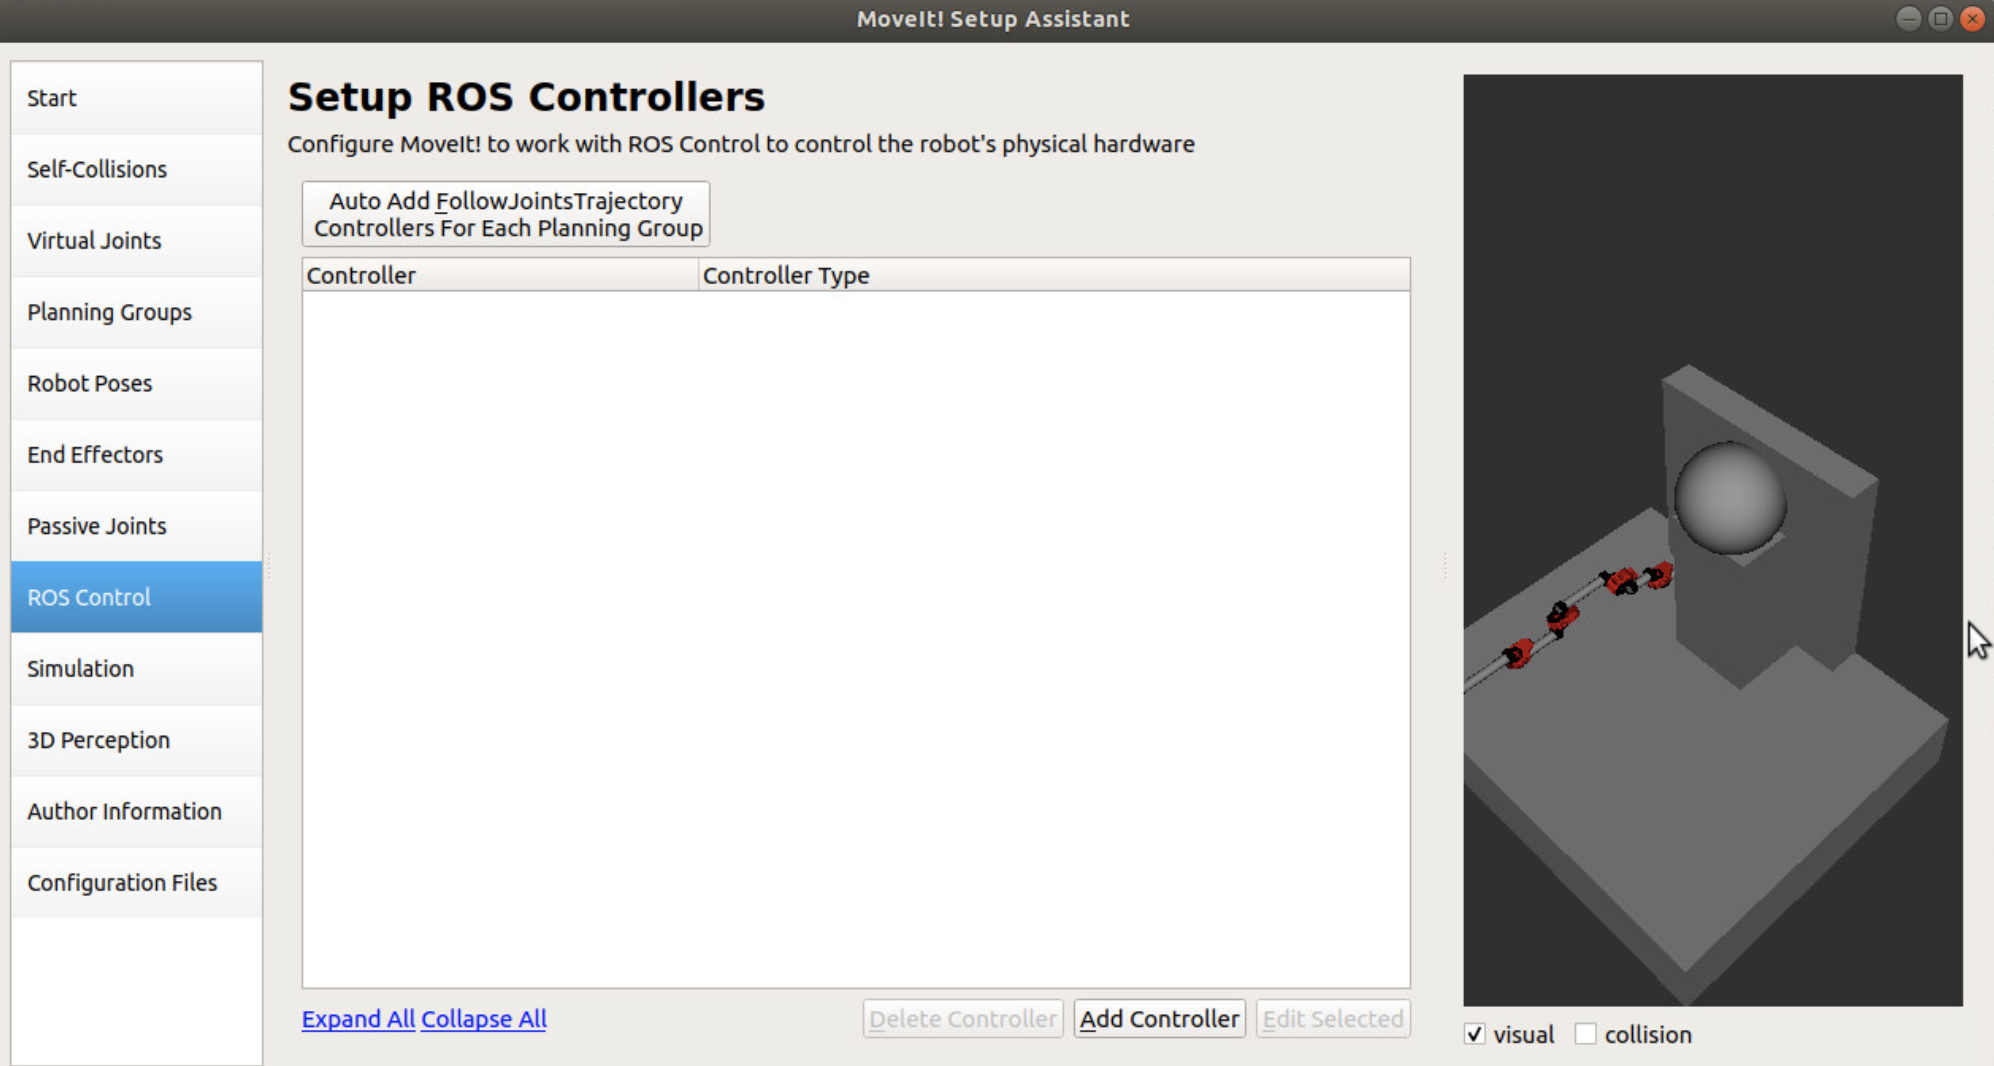 MoveIt! Setup Assistant
Start
Self-Collisions
Virtual Joints
Planning Groups
Robot Poses
End Effectors
Passive Joints
ROS Control
Simulation
3D Perception
Author Information
Configuration Files
Setup ROS Controllers
Configure MoveIt! to work with ROS Control to control the robot's physical hardware
Auto Add FollowJointsTrajectory
Controllers For Each Planning Group
Controller Controller Type
Expand All Collapse All Delete Controller Add Controller Edit Selected
visual collision